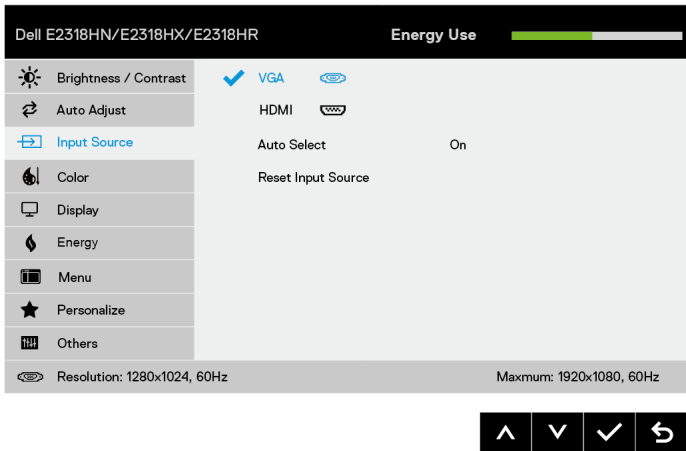 Dell E2318HN/E2318HX/E2318HR Energy Use
Brightness / Contrast VGA
Auto Adjust HDMI
Input Source Auto Select On
Color Reset Input Source
Display
Energy
Menu
Personalize
Others
Resolution: 1280x1024, 60Hz Maxmum: 1920x1080, 60Hz